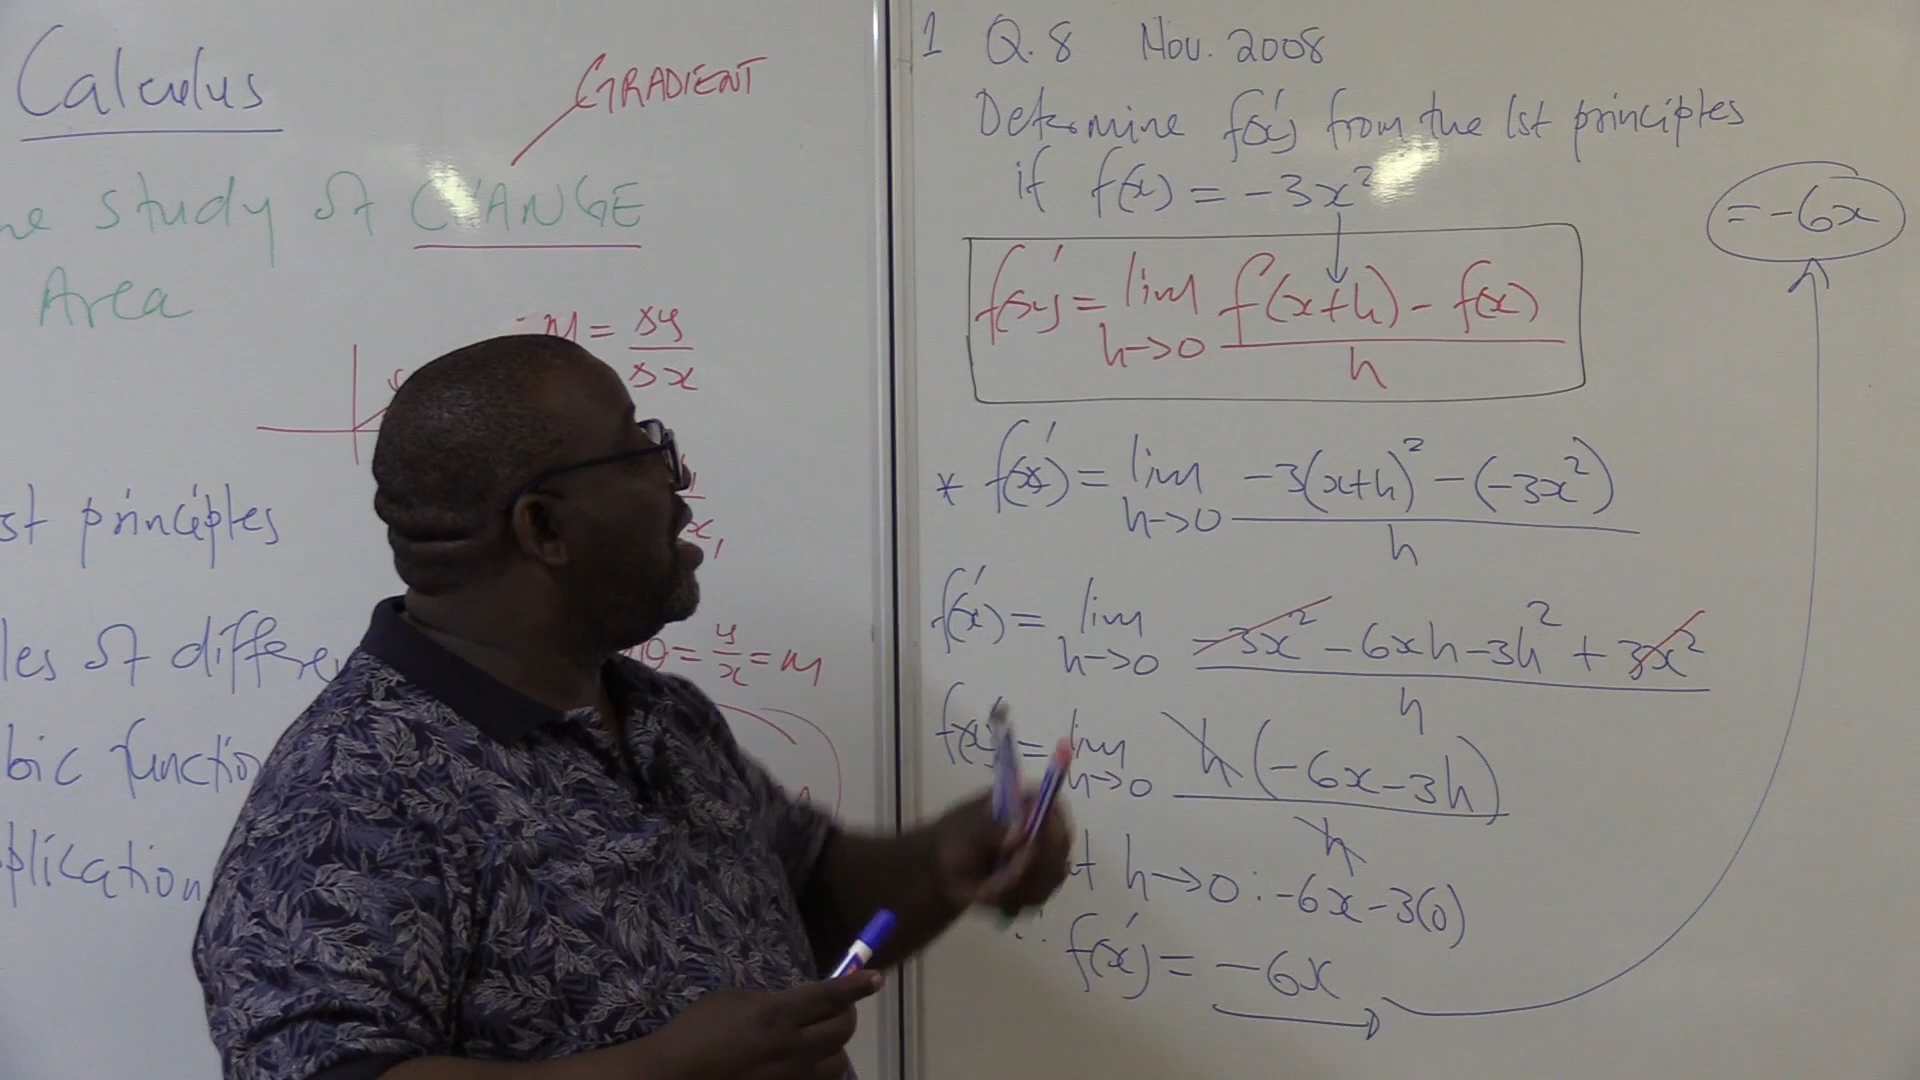 Calculus
GRADIENT
study of CHANGE
Area
m = Δy
Δx
st principles
les of differe
y
x
= m
bic functio
plication
1 Q.8 Nov. 2008
Determine f(x)' from the 1st principles
if f(x) = -3x²
= -6x
f(x)' = lim f(x+h) - f(x)
h->0 h
* f(x)' = lim -3(x+h)² - (-3x²)
h->0 h
f(x)' = lim -3x² - 6xh - 3h² + 3x²
h->0 h
f(x)' = lim h(-6x-3h)
h->0 h
h->0 : -6x-3(0)
∴ f(x)' = -6x